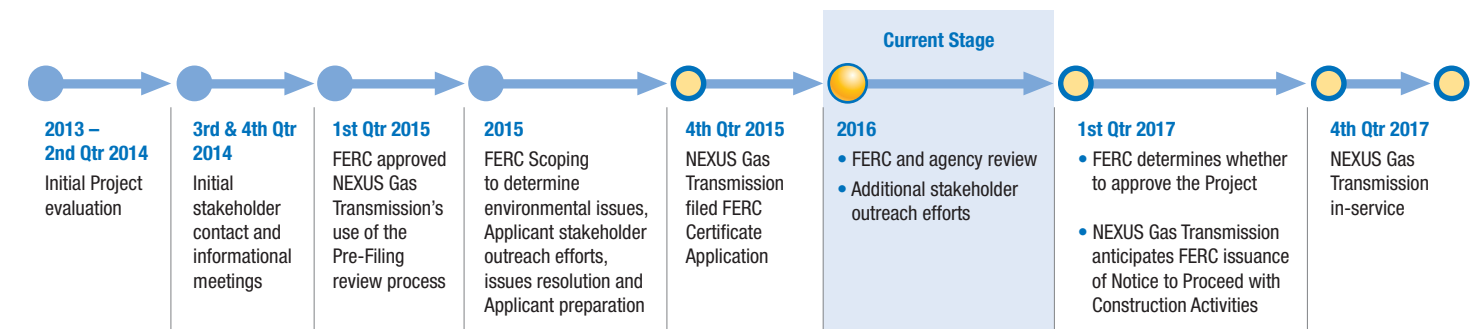 Current Stage
2013 –
2nd Qtr 2014
Initial Project
evaluation
3rd & 4th Qtr
2014
Initial
stakeholder
contact and
informational
meetings
1st Qtr 2015
FERC approved
NEXUS Gas
Transmission’s
use of the
Pre-Filing
review process
2015
FERC Scoping
to determine
environmental issues,
Applicant stakeholder
outreach efforts,
issues resolution and
Applicant preparation
4th Qtr 2015
NEXUS Gas
Transmission
filed FERC
Certificate
Application
2016
• FERC and agency review
• Additional stakeholder
outreach efforts
1st Qtr 2017
• FERC determines whether
to approve the Project
• NEXUS Gas Transmission
anticipates FERC issuance
of Notice to Proceed with
Construction Activities
4th Qtr 2017
NEXUS Gas
Transmission
in-service